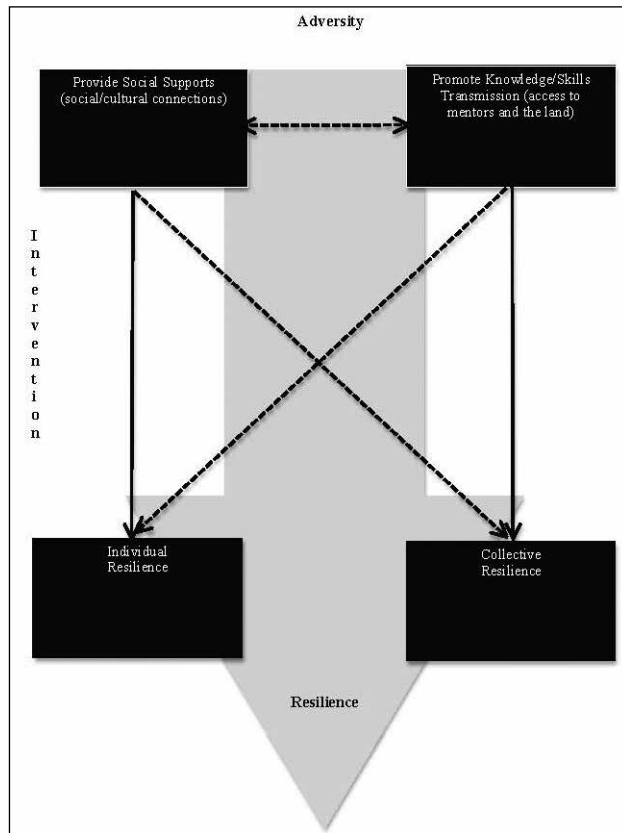 Adversity
Provide Social Supports
(social/cultural connections)
Promote Knowledge/Skills
Transmission (access to
mentors and the land)
Intervention
Individual
Resilience
Collective
Resilience
Resilience